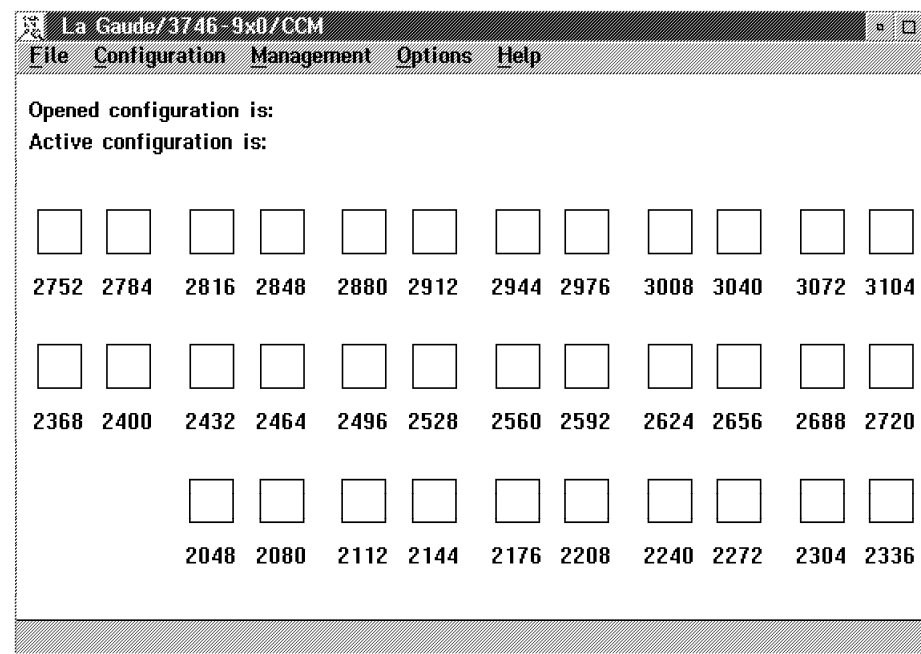 La Gaude/3746-9x0/CCM
File Configuration Management Options Help
Opened configuration is:
Active configuration is:
2752 2784 2816 2848 2880 2912 2944 2976 3008 3040 3072 3104
2368 2400 2432 2464 2496 2528 2560 2592 2624 2656 2688 2720
2048 2080 2112 2144 2176 2208 2240 2272 2304 2336